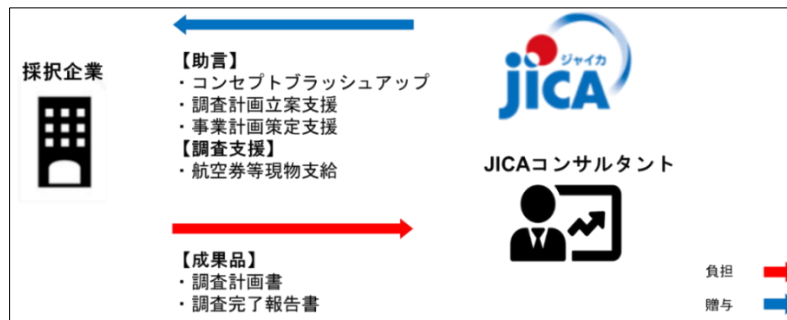 採択企業
【助言】
・コンセプトブラッシュアップ
・調査計画立案支援
・事業計画策定支援
【調査支援】
・航空券等現物支給
ジャイカ
jICA
JICAコンサルタント
【成果品】
・調査計画書
・調査完了報告書
負担
贈与